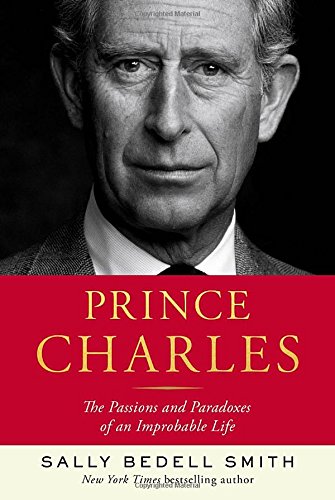 PRINCE
CHARLES
The Passions and Paradoxes
of an Improbable Life
SALLY BEDELL SMITH
New York Times bestselling author